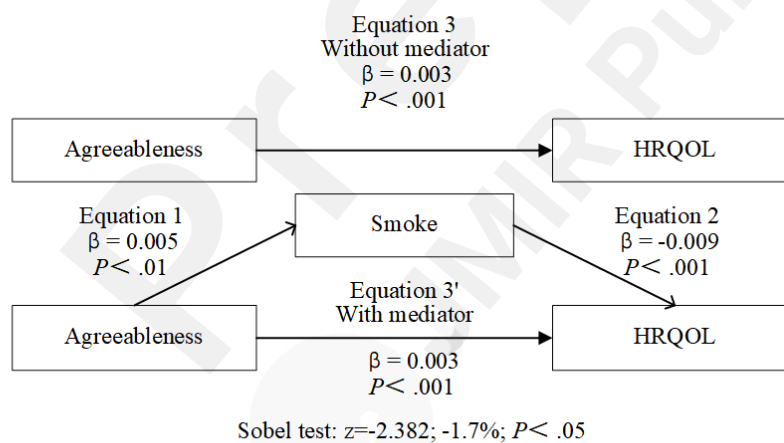 Equation 3
Without mediator
β = 0.003
P< .001
Agreeableness
HRQOL
Equation 1
β = 0.005
P< .01
Smoke
Equation 2
β = -0.009
P< .001
Agreeableness
Equation 3'
With mediator
β = 0.003
P< .001
HRQOL
Sobel test: z=-2.382; -1.7%; P< .05